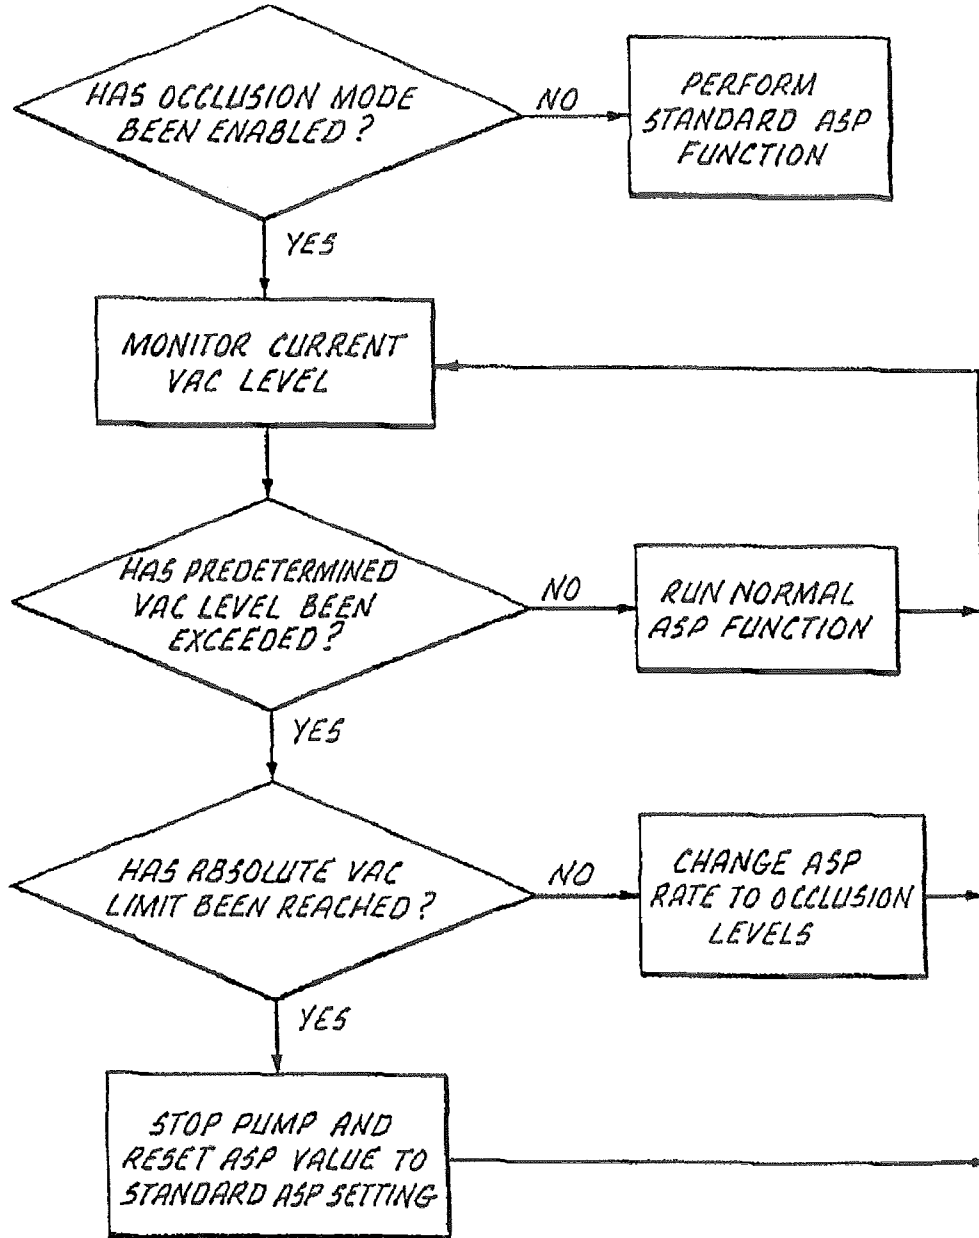 HAS OCCLUSION MODE
BEEN ENABLED?
NO
PERFORM
STANDARD ASP
FUNCTION
YES
MONITOR CURRENT
VAC LEVEL
HAS PREDETERMINED
VAC LEVEL BEEN
EXCEEDED?
NO
RUN NORMAL
ASP FUNCTION
YES
HAS ABSOLUTE VAC
LIMIT BEEN REACHED?
NO
CHANGE ASP
RATE TO OCCLUSION
LEVELS
YES
STOP PUMP AND
RESET ASP VALUE TO
STANDARD ASP SETTING